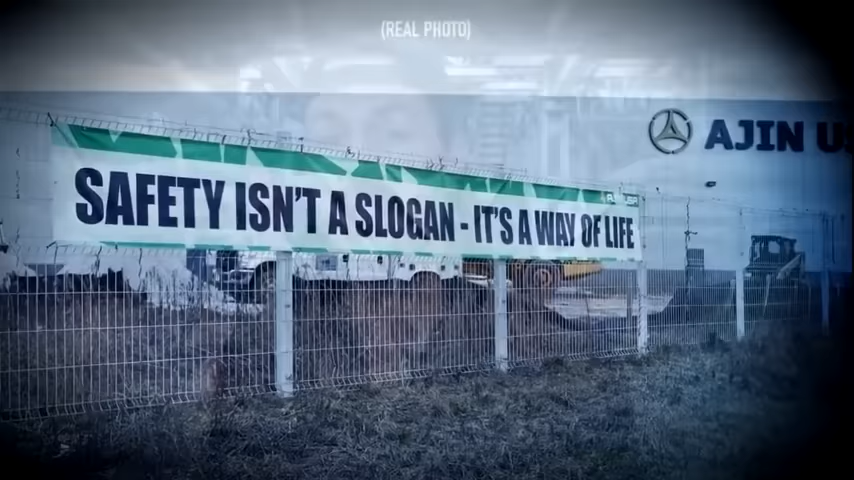 (REAL PHOTO)
AJIN U
SAFETY ISN'T A SLOGAN - IT'S A WAY OF LIFE